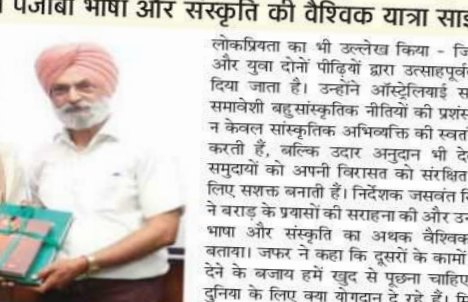 पंजाबी भाषा और संस्कृति की वैश्विक यात्रा
लोकप्रियता का भी उल्लेख किया -
और युवा दोनों पीढ़ियों द्वारा उत्साहपूर्व
दिया जाता है। उन्होंने ऑस्ट्रेलियाई
समावेशी बहुसांस्कृतिक नीतियों की प्रशंस
न केवल सांस्कृतिक अभिव्यक्ति की स्वत
करती हैं, बल्कि उदार अनुदान भी दे
समुदायों को अपनी विरासत को संरक्षित
लिए सशक्त बनाती हैं। निर्देशक जसवंत
ने बराड़ के प्रयासों की सराहना की और
भाषा और संस्कृति का अथक वैश्विक
बताया। जफर ने कहा कि दूसरों के कामों
देने के बजाय हमें खुद से पूछना चाहिए
दुनिया के लिए क्या योगदान दे रहे हैं।